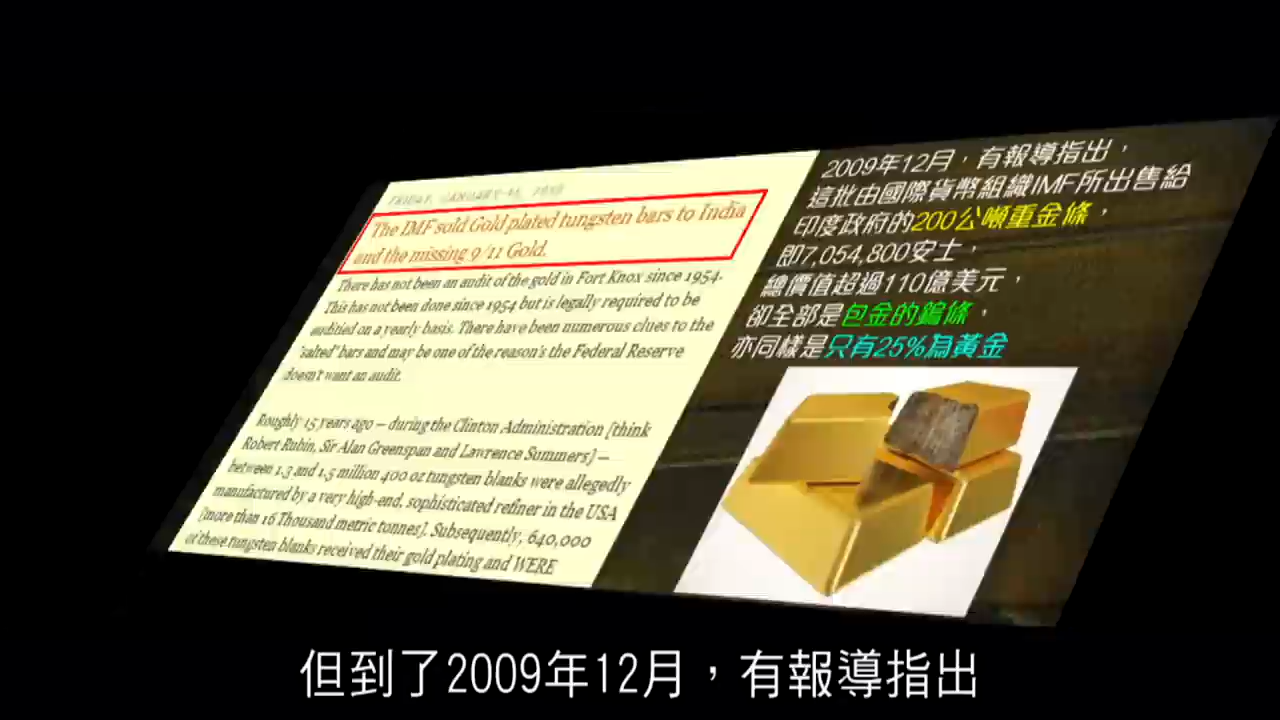 FRIDAY, JANUARY
The IMF sold Gold plated tungsten bars to India
and the missing 9/11 Gold.
There has not been an audit of the gold in Fort Knox since 1954.
This has not been done since 1954 but is legally required to be
audited on a yearly basis. There have been numerous clues to the
"salted" bars and may be one of the reason's the Federal Reserve
doesn't want an audit.
Roughly 15 years ago – during the Clinton Administration [think
Robert Rubin, Sir Alan Greenspan and Lawrence Summers] –
between 1.3 and 1.5 million 400 oz tungsten blanks were allegedly
manufactured by a very high-end, sophisticated refiner in the USA
[more than 16 Thousand metric tonnes]. Subsequently, 640,000
of these tungsten blanks received their gold plating and WERE
2009年12月，有報導指出，
這批由國際貨幣組織IMF所出售給
印度政府的200公噸重金條，
即7,054,800安士，
總價值超過110億美元，
卻全部是包金的鎢條，
亦同樣是只有25%為黃金
但到了2009年12月，有報導指出